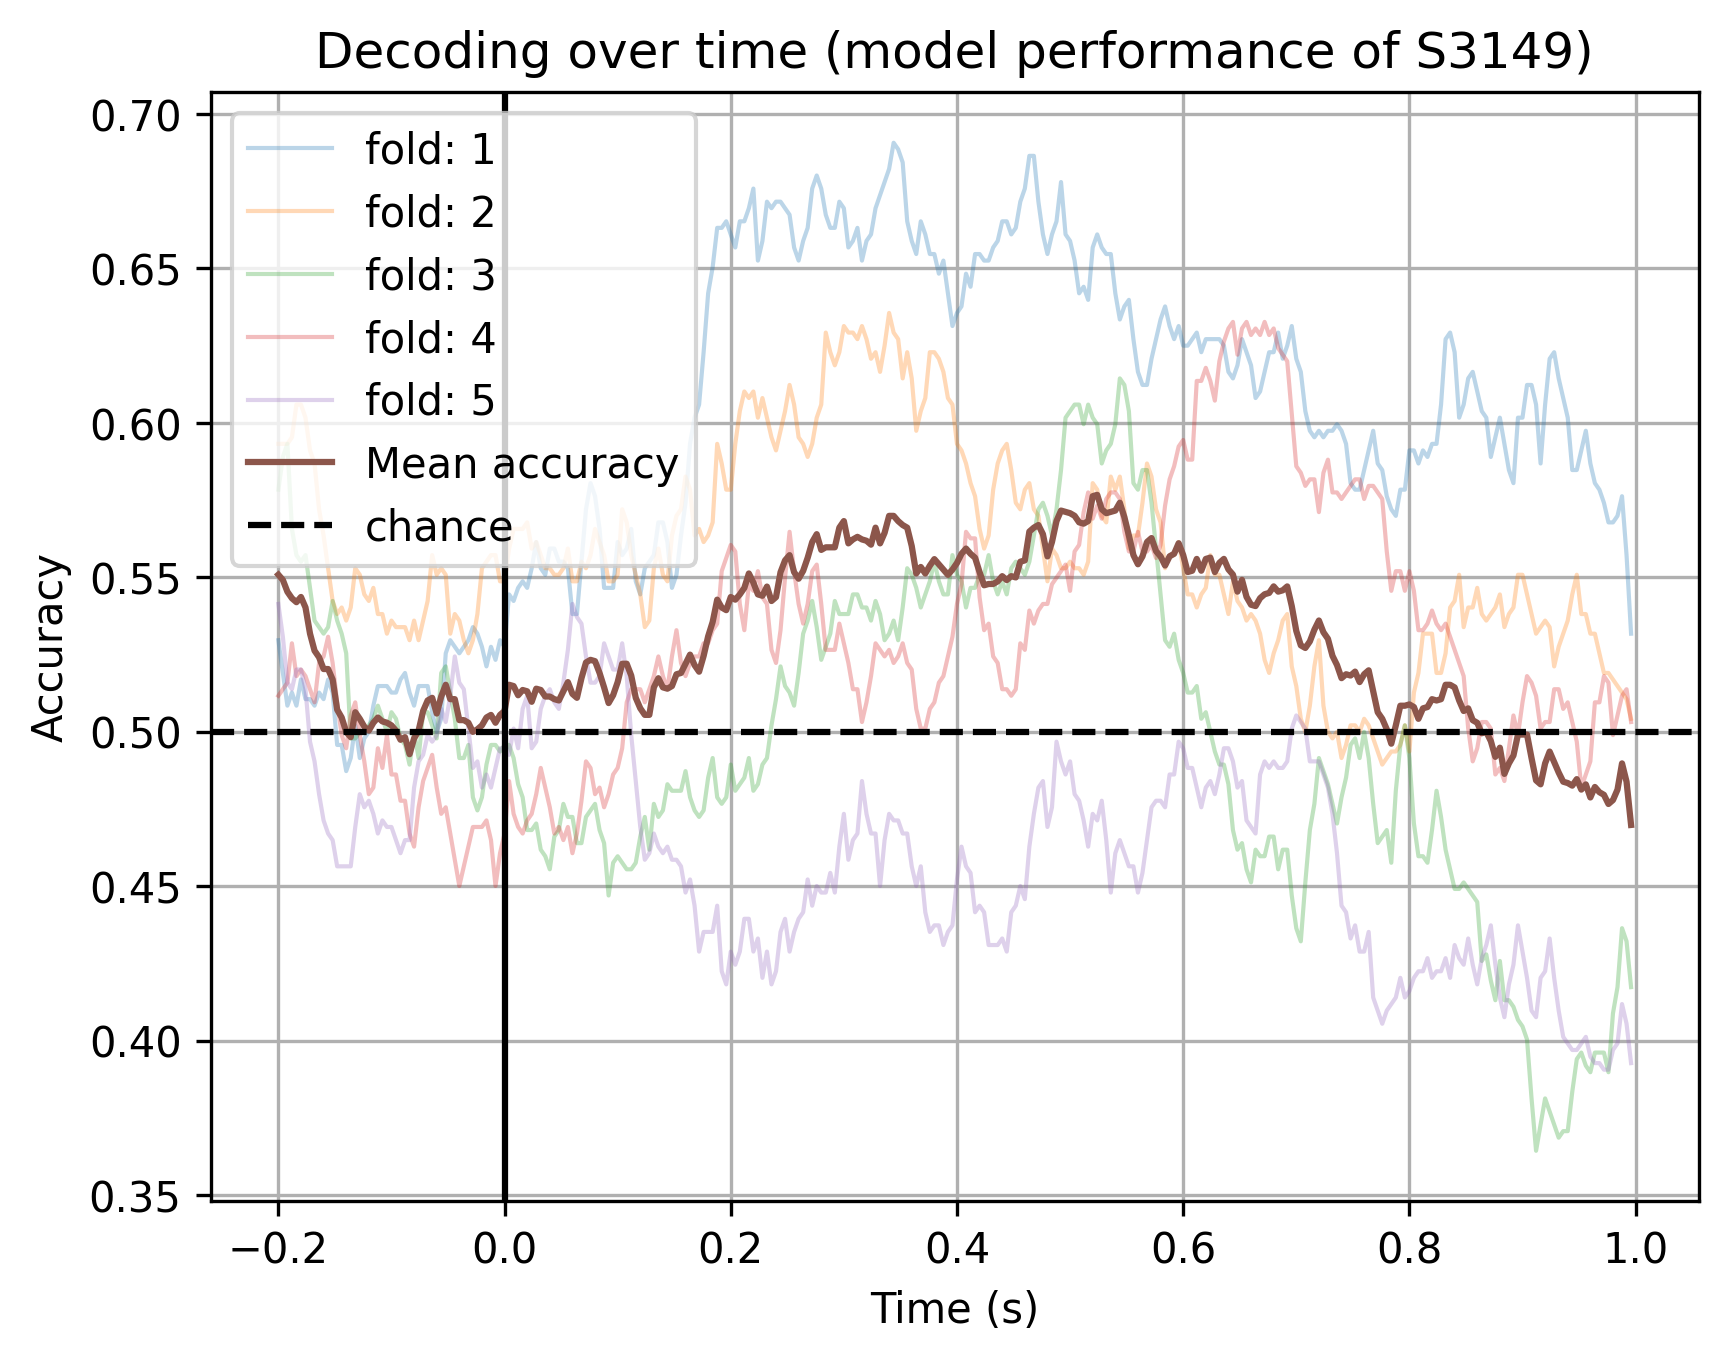 Decoding over time (model performance of S3149)
0.70
0.65
0.60
0.55
0.50
0.45
0.40
0.35
Accuracy
fold: 1
fold: 2
fold: 3
fold: 4
fold: 5
Mean accuracy
chance
−0.2 0.0 0.2 0.4 0.6 0.8 1.0
Time (s)